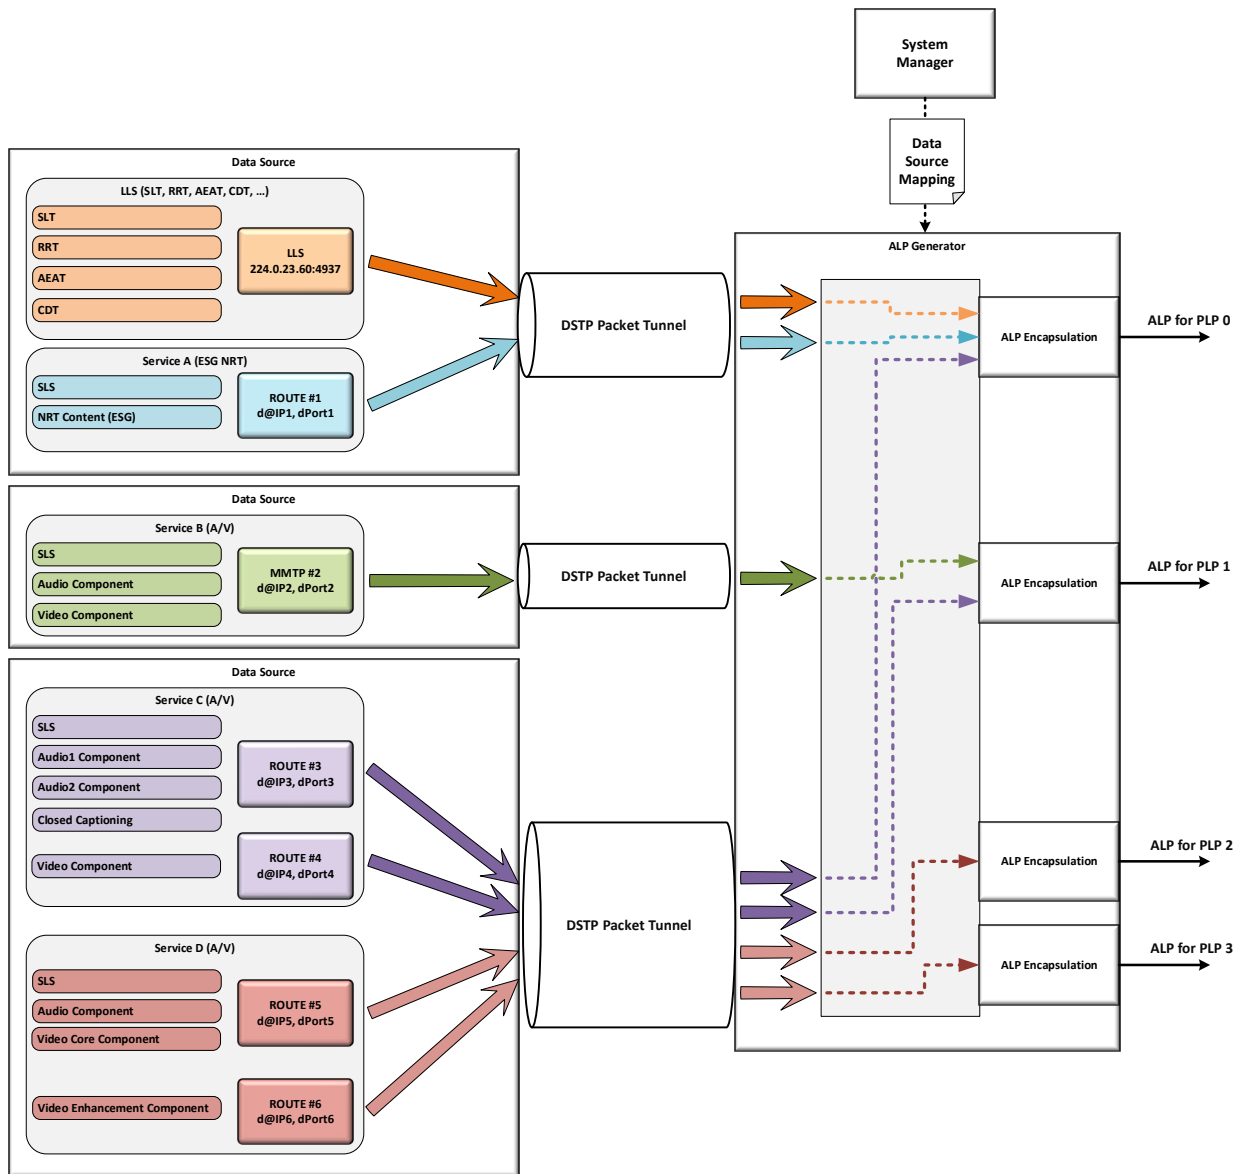 System
Manager
Data
Source
Mapping
Data Source
LLS (SLT, RRT, AEAT, CDT, ...)
SLT
RRT
AEAT
CDT
LLS
224.0.23.60:4937
Service A (ESG NRT)
SLS
NRT Content (ESG)
ROUTE #1
d@IP1, dPort1
DSTP Packet Tunnel
ALP Generator
ALP Encapsulation
ALP for PLP 0
Data Source
Service B (A/V)
SLS
Audio Component
Video Component
MMTP #2
d@IP2, dPort2
DSTP Packet Tunnel
ALP Encapsulation
ALP for PLP 1
Data Source
Service C (A/V)
SLS
Audio1 Component
Audio2 Component
Closed Captioning
Video Component
ROUTE #3
d@IP3, dPort3
ROUTE #4
d@IP4, dPort4
Service D (A/V)
SLS
Audio Component
Video Core Component
Video Enhancement Component
ROUTE #5
d@IP5, dPort5
ROUTE #6
d@IP6, dPort6
DSTP Packet Tunnel
ALP Encapsulation
ALP for PLP 2
ALP Encapsulation
ALP for PLP 3